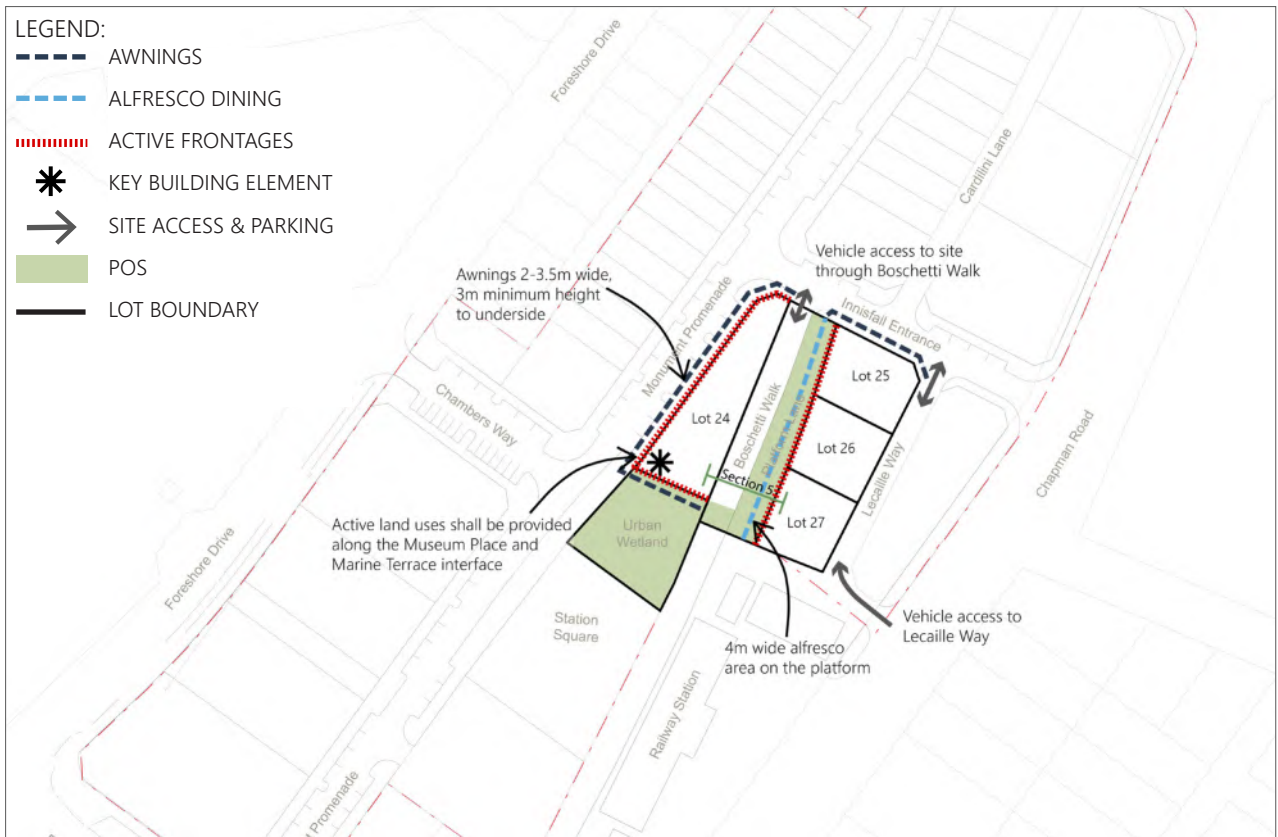 LEGEND:
AWNINGS
ALFRESCO DINING
ACTIVE FRONTAGES
KEY BUILDING ELEMENT
SITE ACCESS & PARKING
POS
LOT BOUNDARY
Foreshore Drive
Cardilini Lane
Vehicle access to site
through Boschetti Walk
Awnings 2-3.5m wide,
3m minimum height
to underside
Monument Promenade
Innisfail Entrance
Lot 25
Chambers Way
Lot 24
Boschetti Walk
Lot 26
Lecaille Way
Chapman Road
Section 5
Lot 27
Active land uses shall be provided
along the Museum Place and
Marine Terrace interface
Urban
Wetland
Foreshore Drive
Station
Square
4m wide alfresco
area on the platform
Vehicle access to
Lecaille Way
Railway Station
Promenade